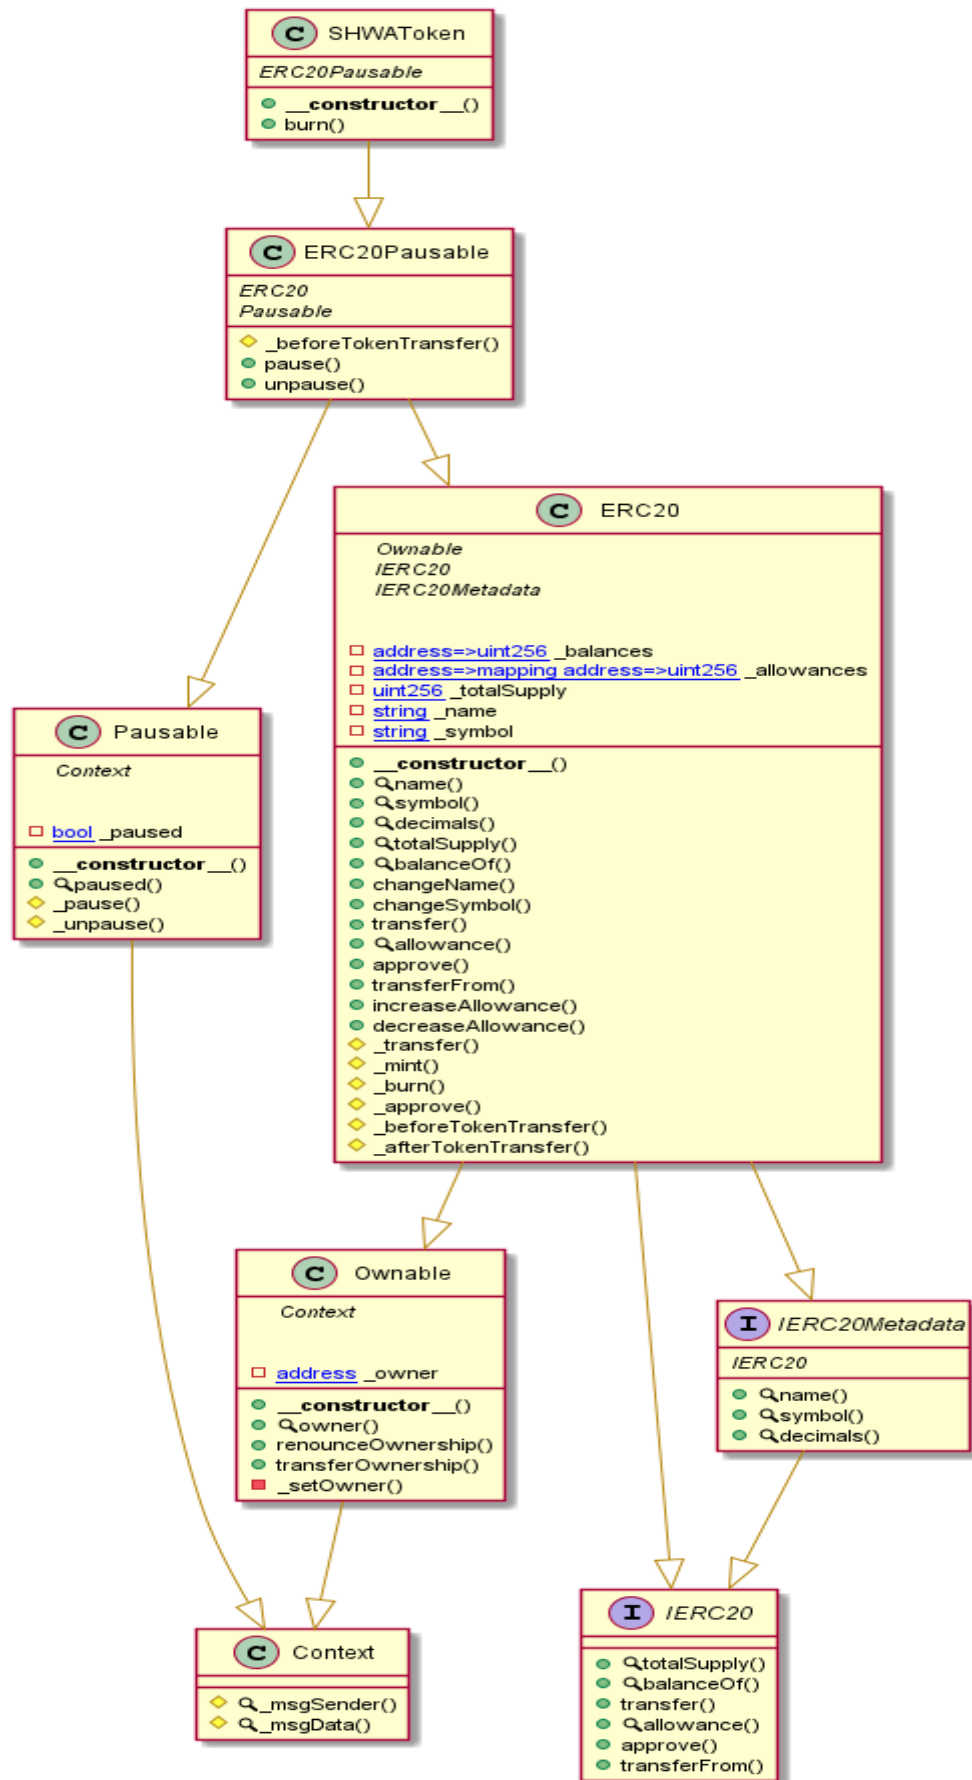 C SHWAToken
ERC20Pausable
__constructor__()
burn()
C ERC20Pausable
ERC20
Pausable
_beforeTokenTransfer()
pause()
unpause()
C ERC20
Ownable
IERC20
IERC20Metadata
address=>uint256 _balances
address=>mapping address=>uint256 _allowances
uint256 _totalSupply
string _name
string _symbol
__constructor__()
name()
symbol()
decimals()
totalSupply()
balanceOf()
changeName()
changeSymbol()
transfer()
allowance()
approve()
transferFrom()
increaseAllowance()
decreaseAllowance()
_transfer()
_mint()
_burn()
_approve()
_beforeTokenTransfer()
_afterTokenTransfer()
C Pausable
Context
bool _paused
__constructor__()
paused()
_pause()
_unpause()
C Ownable
Context
address _owner
__constructor__()
owner()
renounceOwnership()
transferOwnership()
_setOwner()
I IERC20Metadata
IERC20
name()
symbol()
decimals()
C Context
_msgSender()
_msgData()
I IERC20
totalSupply()
balanceOf()
transfer()
allowance()
approve()
transferFrom()